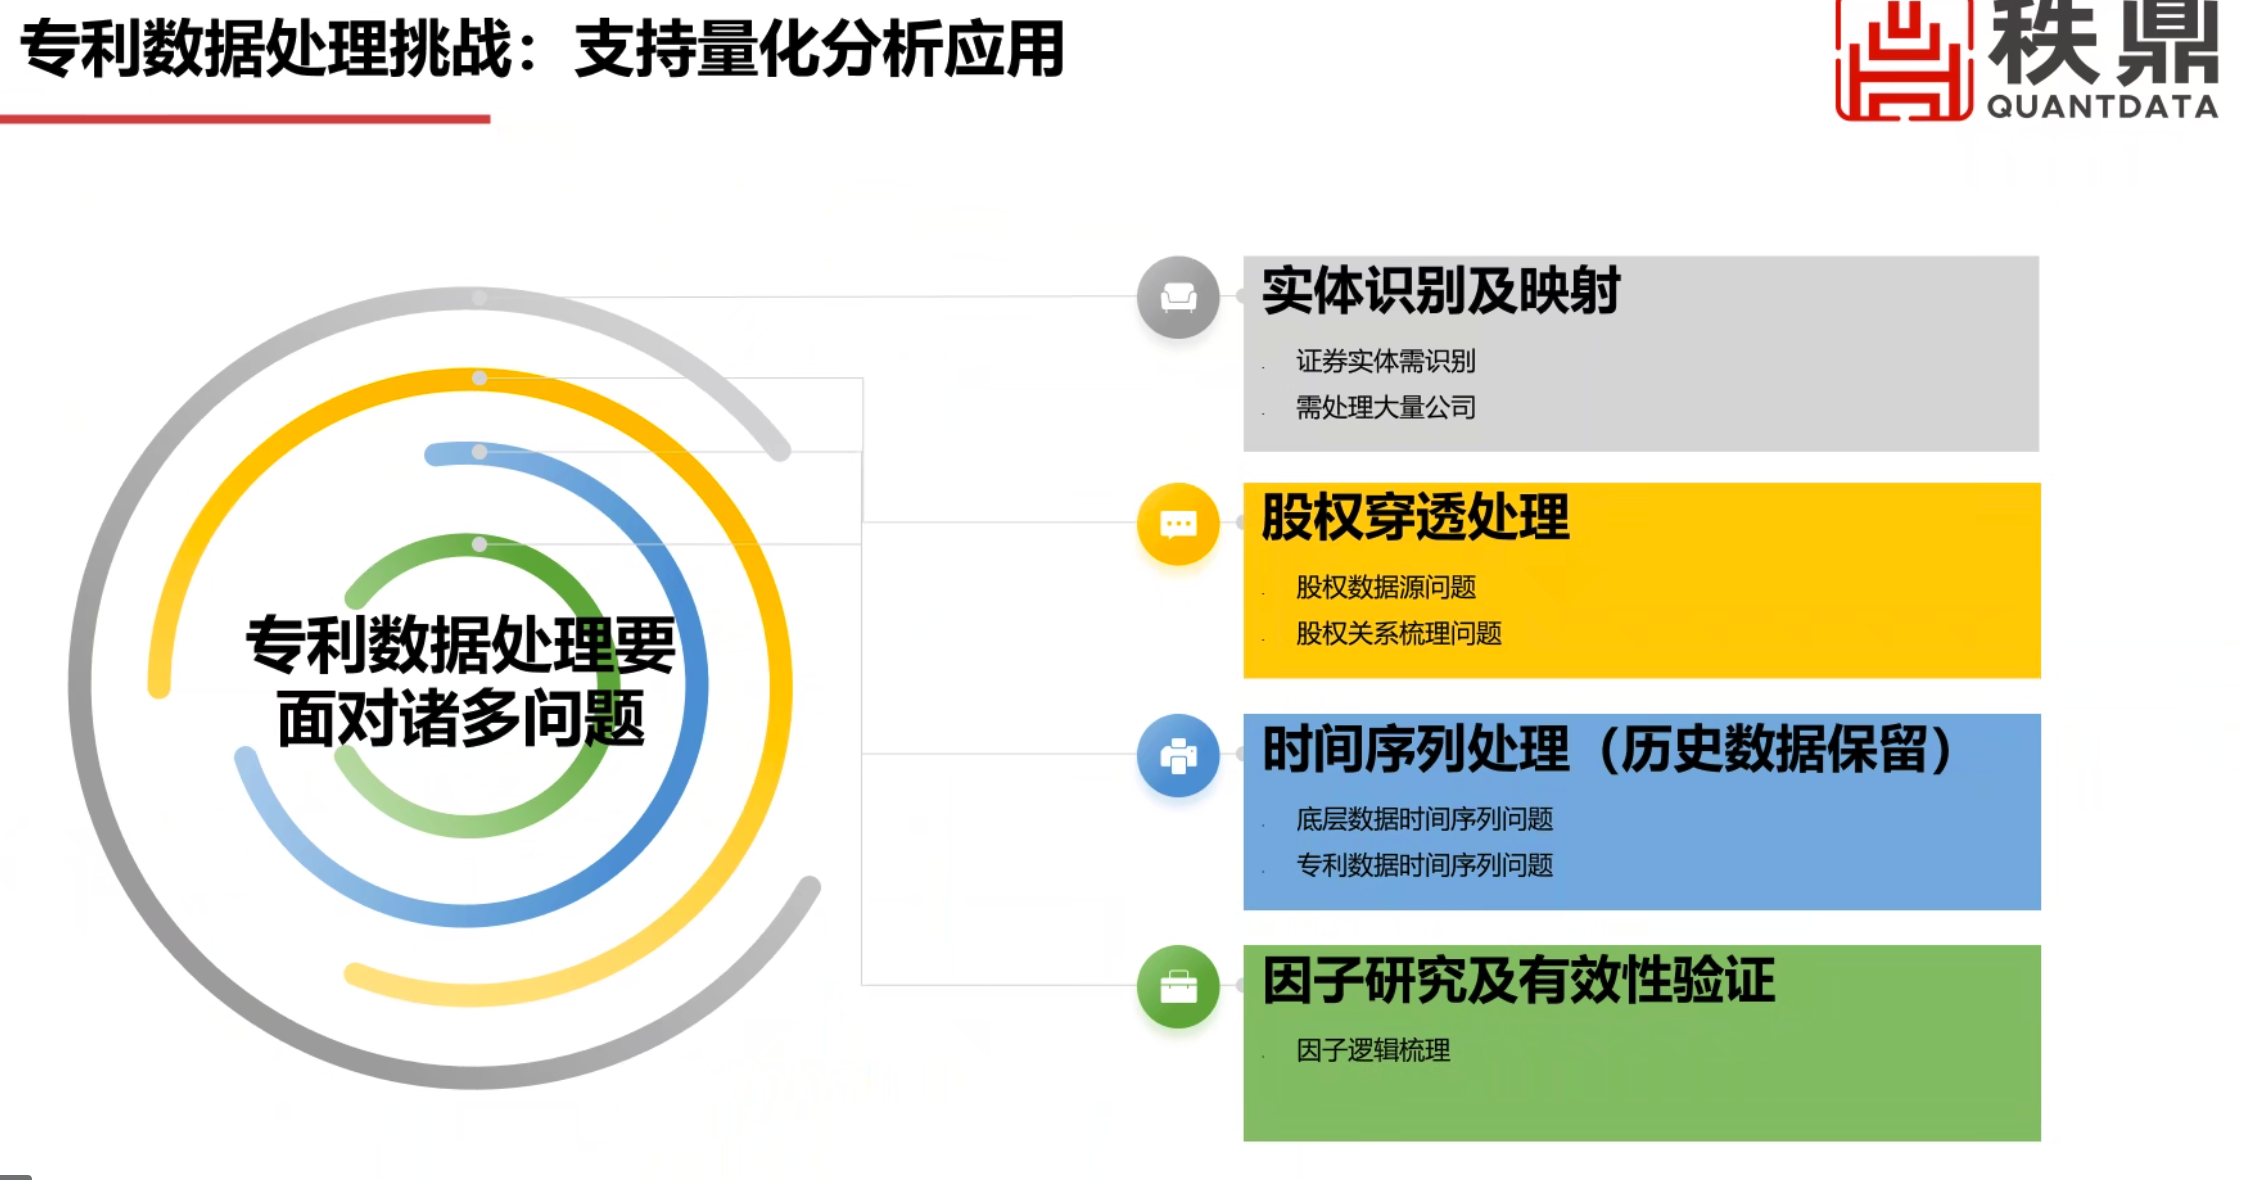 专利数据处理挑战：支持量化分析应用
秩鼎
QUANTDATA
专利数据处理要
面对诸多问题
实体识别及映射
证券实体需识别
需处理大量公司
股权穿透处理
股权数据源问题
股权关系梳理问题
时间序列处理（历史数据保留）
底层数据时间序列问题
专利数据时间序列问题
因子研究及有效性验证
因子逻辑梳理